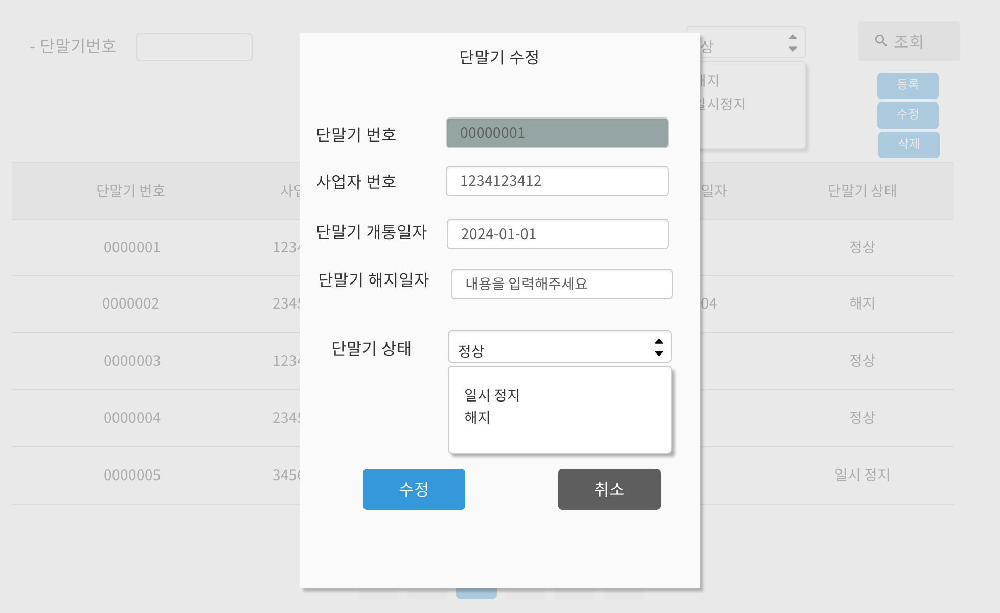 - 단말기번호
상
조회
해지
일시정지
등록
수정
삭제
단말기 번호
사업
일자
단말기 상태
0000001
1234
정상
0000002
2345
04
해지
0000003
1234
정상
0000004
2345
정상
0000005
3456
일시 정지
단말기 수정
단말기 번호
00000001
사업자 번호
1234123412
단말기 개통일자
2024-01-01
단말기 해지일자
내용을 입력해주세요
단말기 상태
정상
일시 정지
해지
수정
취소